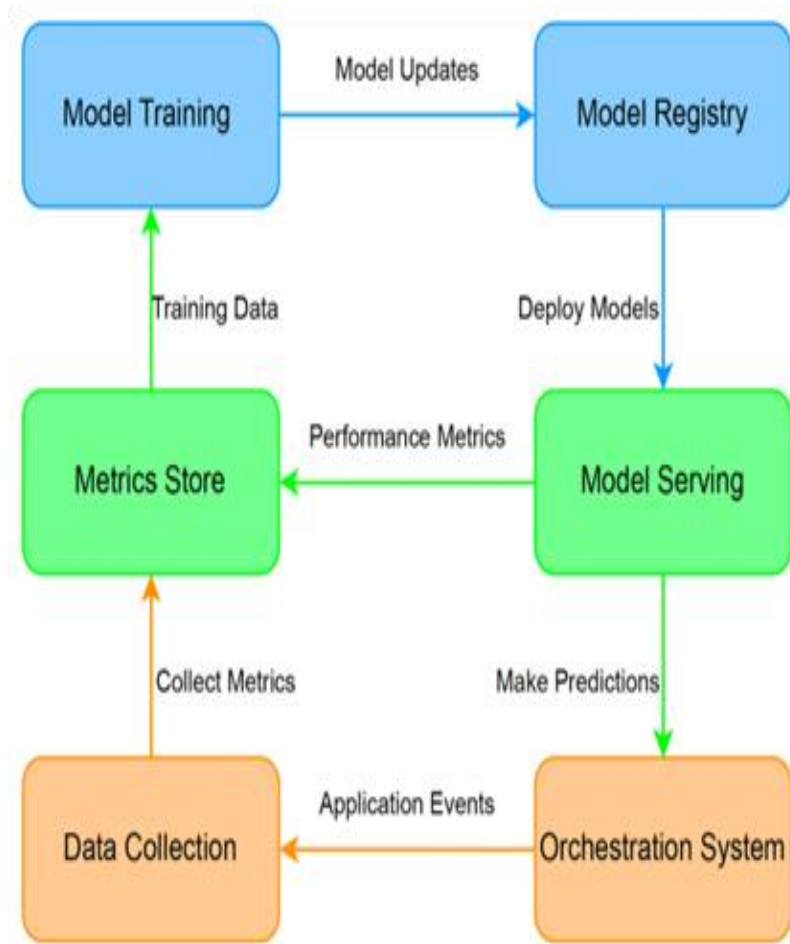 Model Updates
Model Training
Model Registry
Training Data
Deploy Models
Performance Metrics
Metrics Store
Model Serving
Collect Metrics
Make Predictions
Application Events
Data Collection
Orchestration System